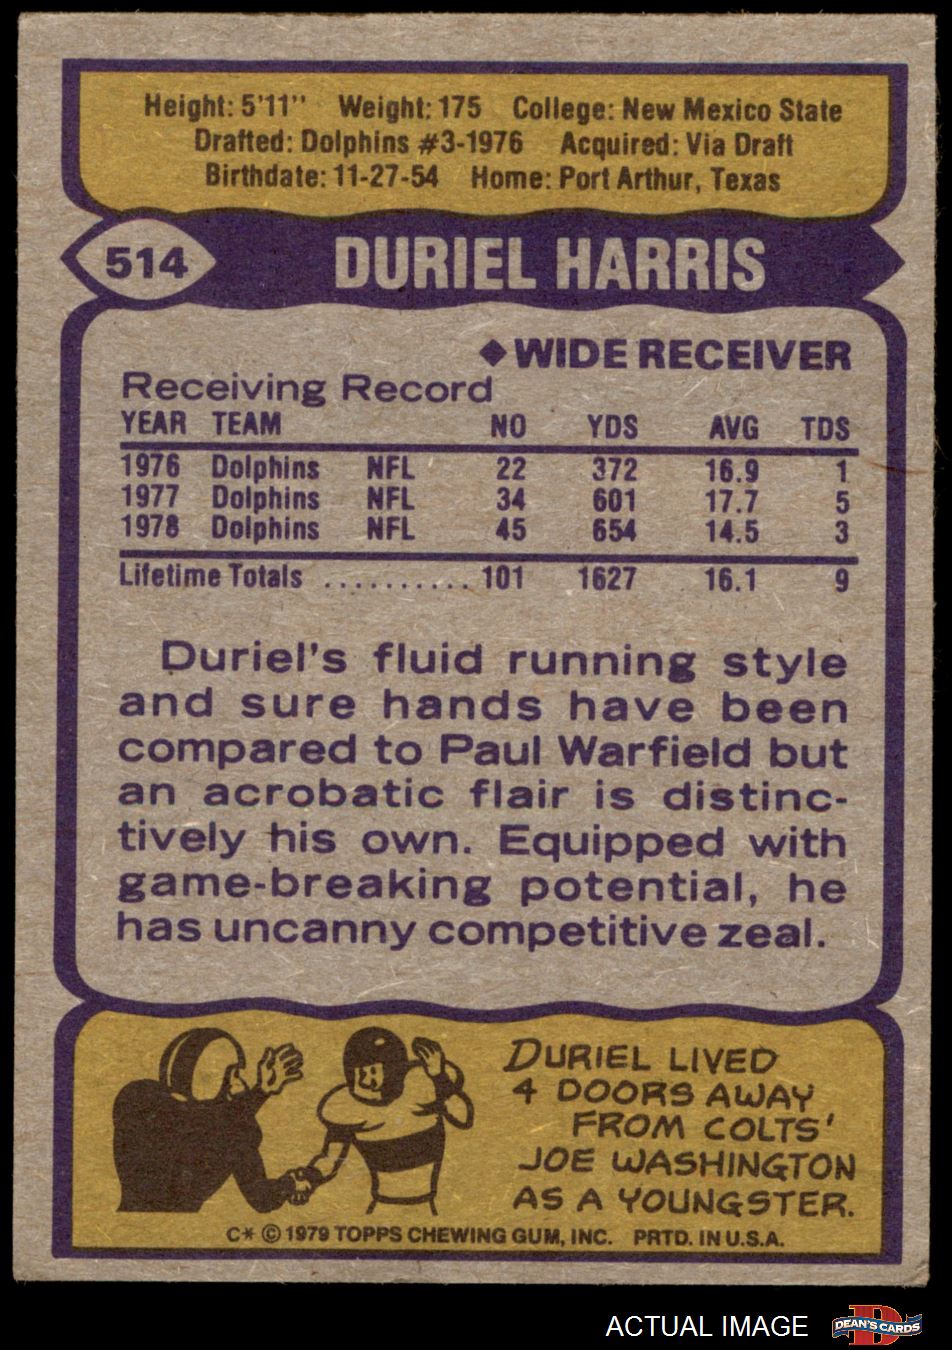 Height: 5'11" Weight: 175 College: New Mexico State
Drafted: Dolphins #3-1976 Acquired: Via Draft
Birthdate: 11-27-54 Home: Port Arthur, Texas
514 DURIEL HARRIS
◆WIDE RECEIVER
Receiving Record
YEAR TEAM NO YDS AVG TDS
1976 Dolphins NFL 22 372 16.9 1
1977 Dolphins NFL 34 601 17.7 5
1978 Dolphins NFL 45 654 14.5 3
Lifetime Totals .......... 101 1627 16.1 9
Duriel's fluid running style
and sure hands have been
compared to Paul Warfield but
an acrobatic flair is distinc-
tively his own. Equipped with
game-breaking potential, he
has uncanny competitive zeal.
DURIEL LIVED
4 DOORS AWAY
FROM COLTS'
JOE WASHINGTON
AS A YOUNGSTER.
C* © 1979 TOPPS CHEWING GUM, INC. PRTD. IN U.S.A.
ACTUAL IMAGE D DEAN'S CARDS